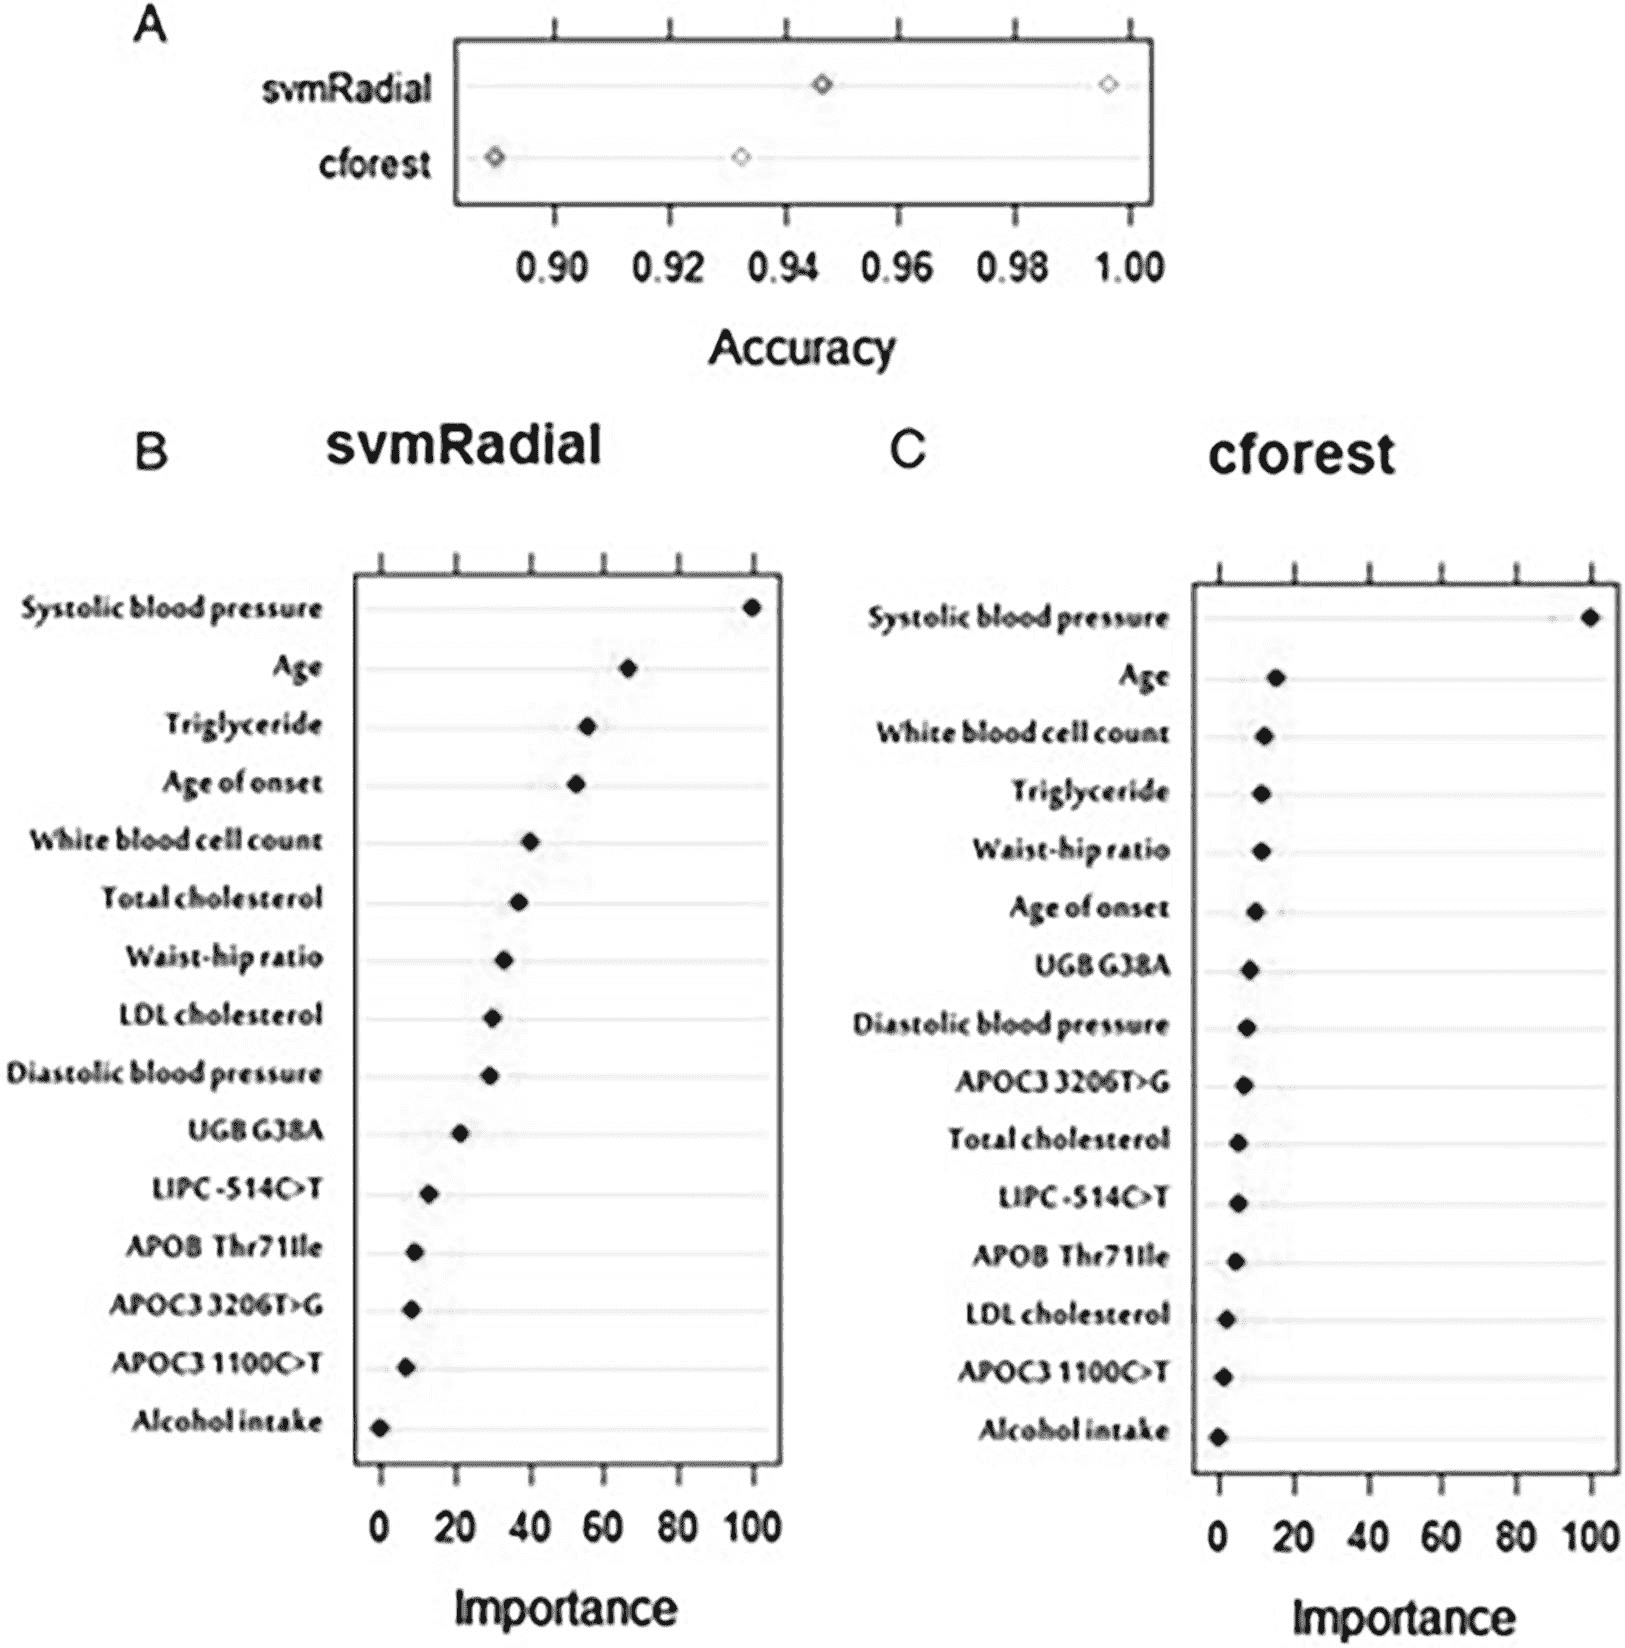 A
svmRadial
cforest
0.90 0.92 0.94 0.96 0.98 1.00
Accuracy
B svmRadial
Systolic blood pressure
Age
Triglyceride
Age of onset
White blood cell count
Total cholesterol
Waist-hip ratio
LDL cholesterol
Diastolic blood pressure
UGB G38A
LIPC -514C>T
APOB Thr71Ile
APOC3 3206T>G
APOC3 1100C>T
Alcohol intake
0 20 40 60 80 100
Importance
C cforest
Systolic blood pressure
Age
White blood cell count
Triglyceride
Waist-hip ratio
Age of onset
UGB G38A
Diastolic blood pressure
APOC3 3206T>G
Total cholesterol
LIPC -514C>T
APOB Thr71Ile
LDL cholesterol
APOC3 1100C>T
Alcohol intake
0 20 40 60 80 100
Importance